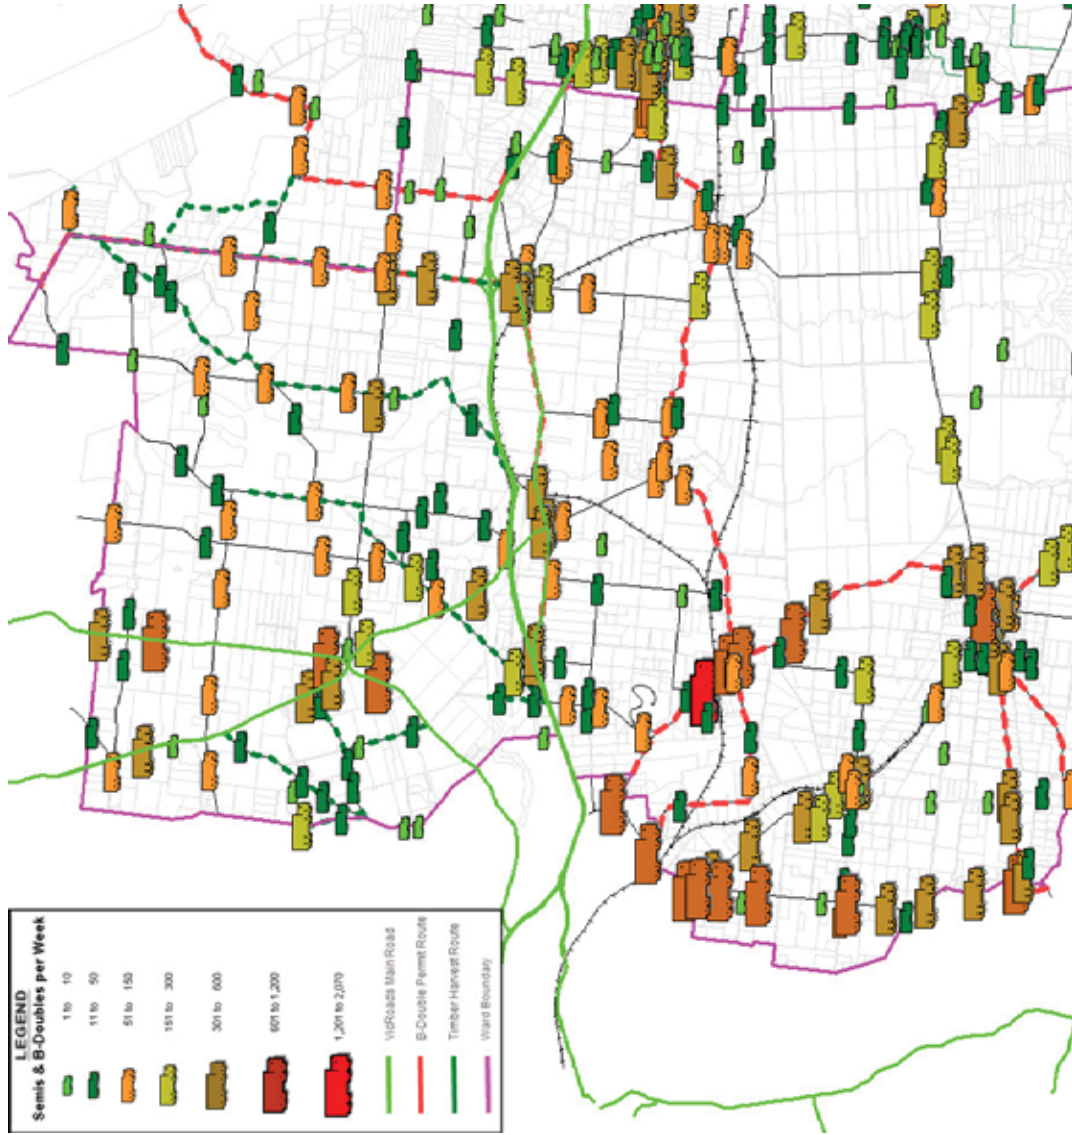 LEGEND
Semis & B-Doubles per Week
1 to 10
11 to 50
51 to 150
151 to 300
301 to 600
601 to 1,200
1,201 to 2,070
VicRoads Main Road
B-Double Permit Route
Timber Harvest Route
Ward Boundary